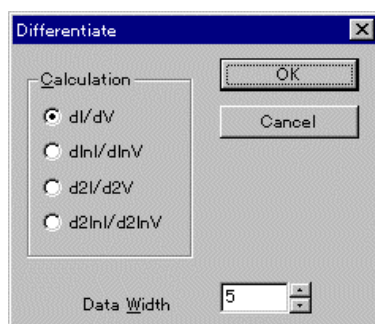 Differentiate
Calculation
dI/dV
dlnI/dlnV
d2I/d2V
d2lnI/d2lnV
OK
Cancel
Data Width
5